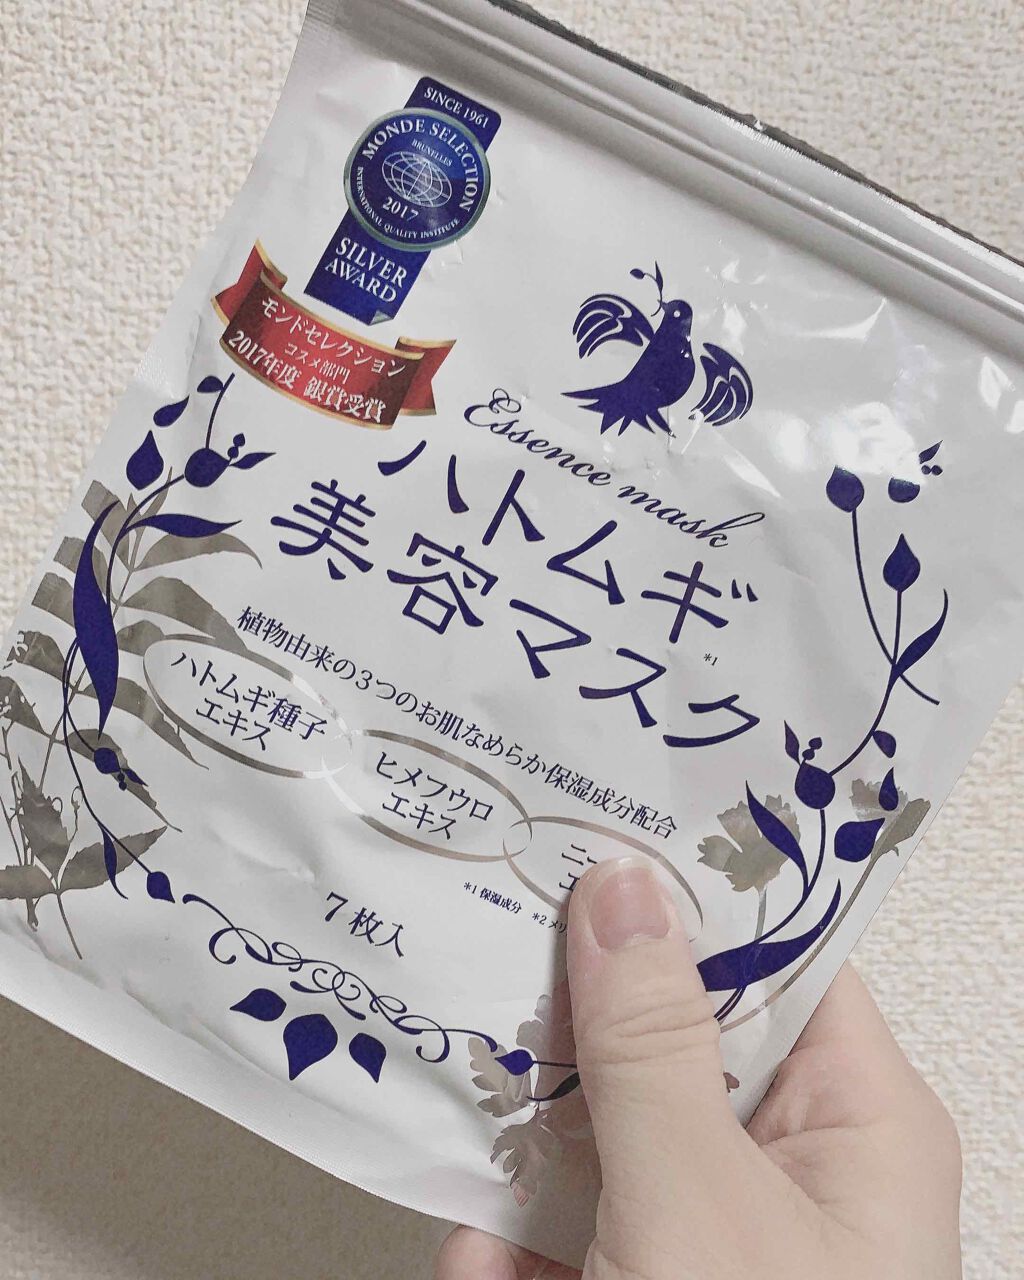 SINCE 1961
MONDE SELECTION
BRUXELLES
2017
INTERNATIONAL QUALITY INSTITUTE
SILVER
AWARD
モンドセレクション
コスメ部門
2017年度 銀賞受賞
Essence mask
ハトムギ
*1
美容マスク
植物由来の3つのお肌なめらか保湿成分配合
ハトムギ種子
エキス
ヒメフウロ
エキス
*1 保湿成分 *2 メリ
7枚入